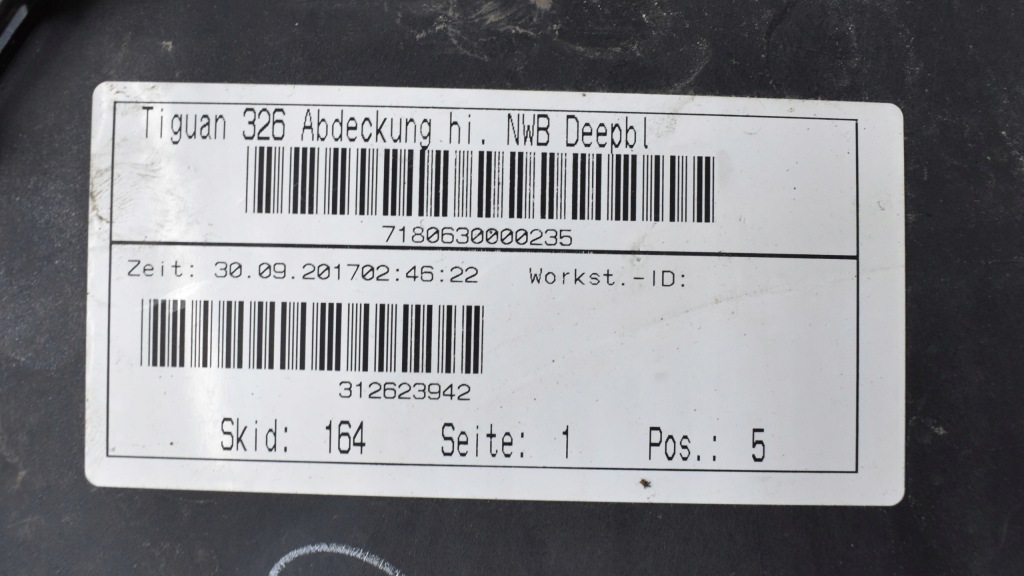 Tiguan 326 Abdeckung hi. NWB Deepbl
7180630000235
Zeit: 30.09.201702:46:22 Workst.-ID:
312623942
Skid: 164 Seite: 1 Pos.: 5